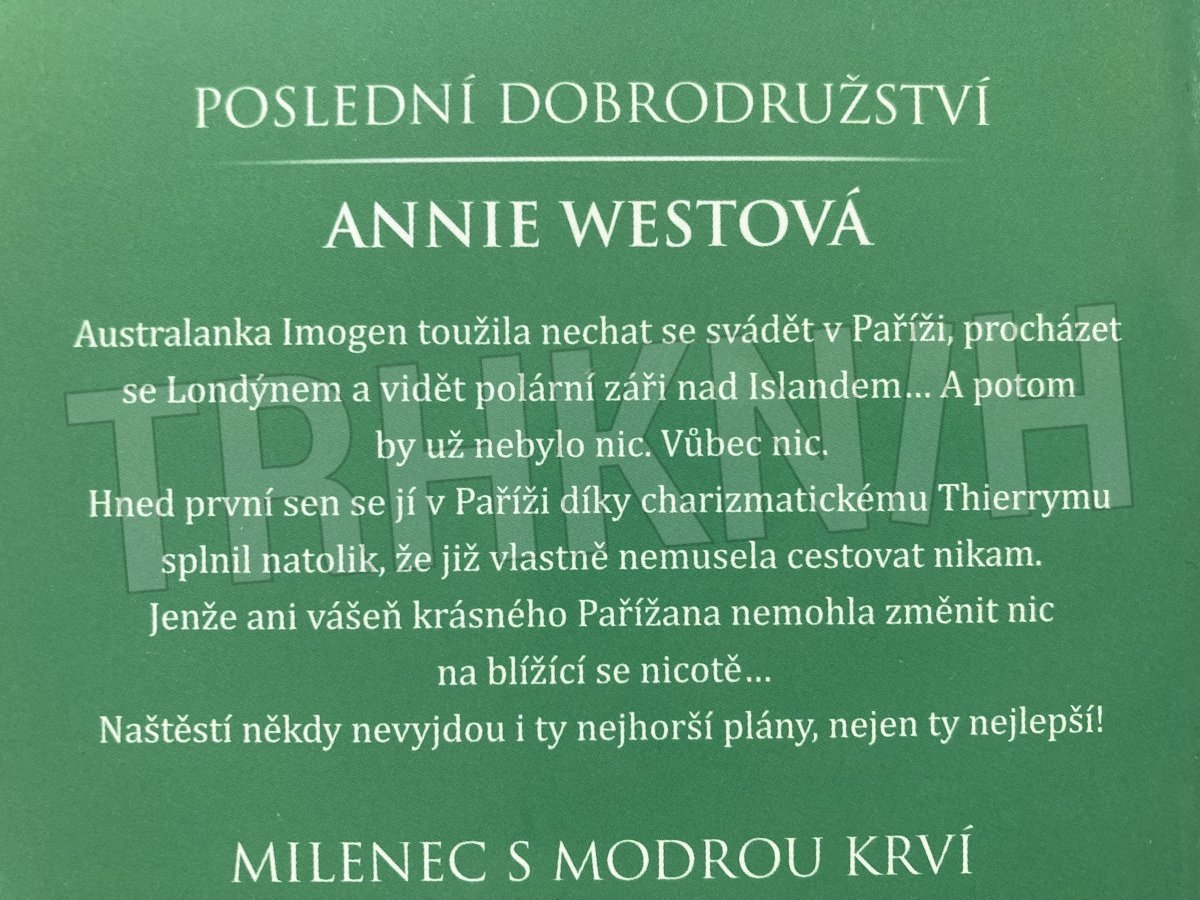 POSLEDNÍ DOBRODRUŽSTVÍ
ANNIE WESTOVÁ
Australanka Imogen toužila nechat se svádět v Paříži, procházet
se Londýnem a vidět polární záři nad Islandem... A potom
by už nebylo nic. Vůbec nic.
Hned první sen se jí v Paříži díky charizmatickému Thierrymu
splnil natolik, že již vlastně nemusela cestovat nikam.
Jenže ani vášeň krásného Pařížana nemohla změnit nic
na blížící se nicotě...
Naštěstí někdy nevyjdou i ty nejhorší plány, nejen ty nejlepší!
MILENEC S MODROU KRVÍ
TRHKNIH